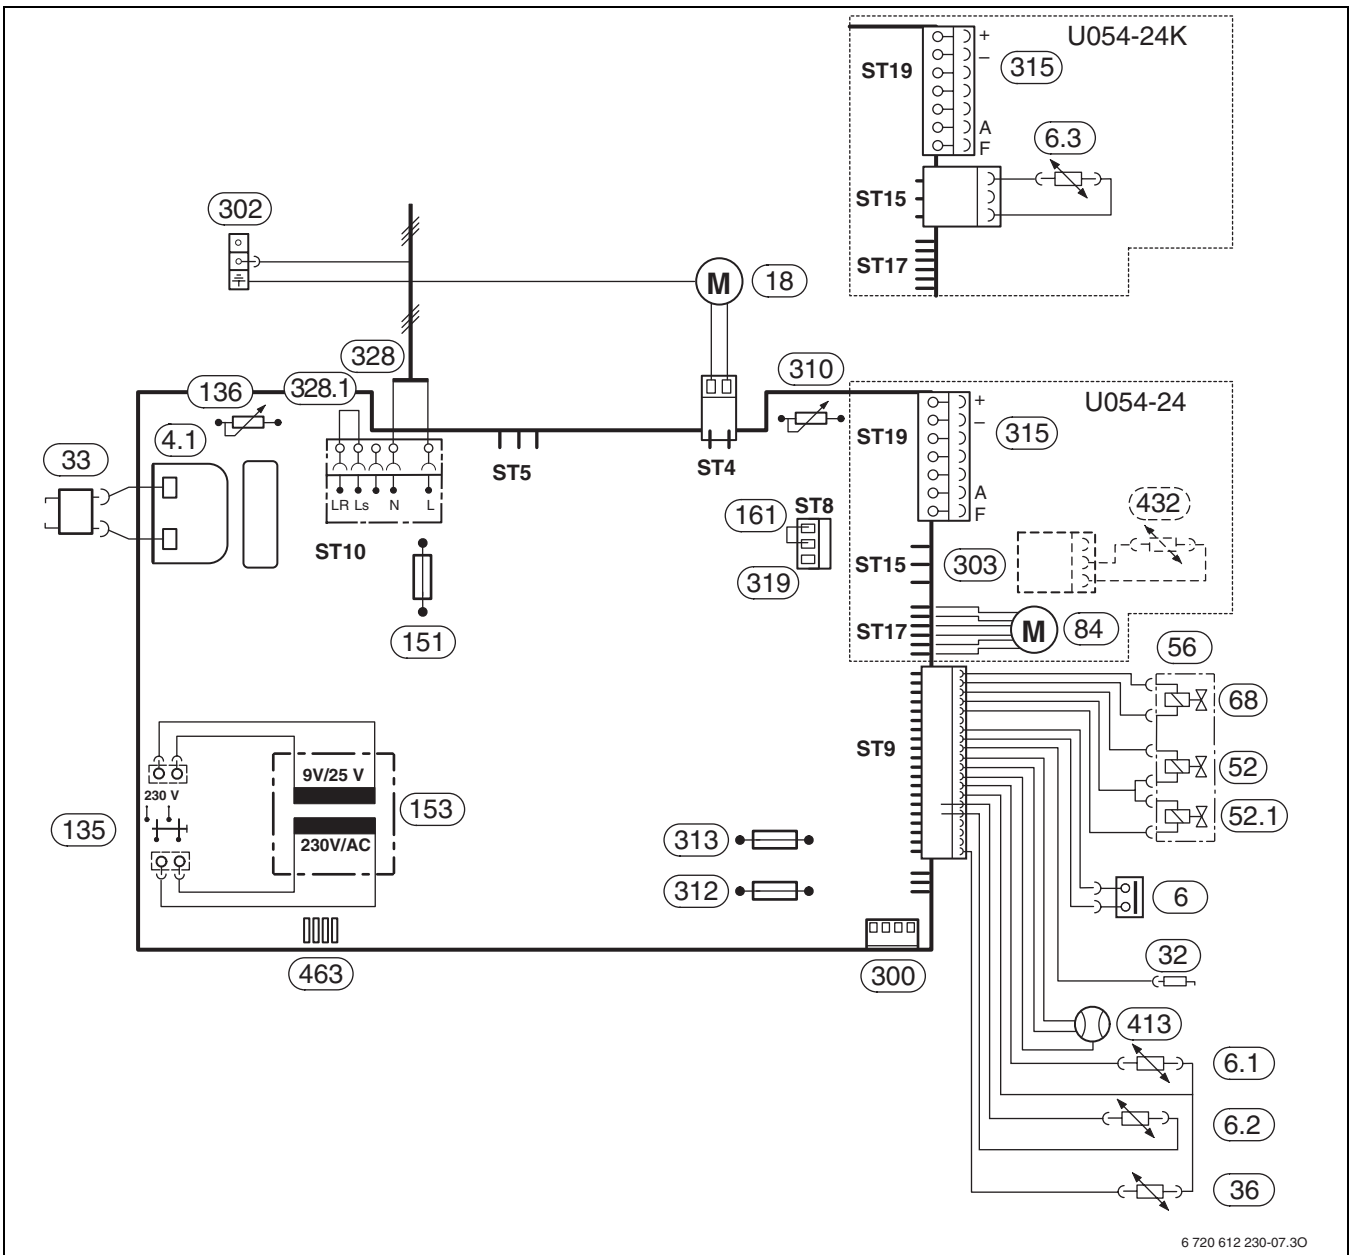 U054-24K
+
–
ST19
315
A
F
6.3
ST15
ST17
302
M
18
328
136
328.1
310
U054-24
4.1
+
–
ST19
315
33
ST5
ST4
LR Ls N L
A
F
ST8
161
432
ST10
319
ST15
303
151
ST17
M
84
56
68
ST9
52
9V/25 V
230 V
153
52.1
135
230V/AC
313
312
6
463
300
32
413
6.1
6.2
36
6 720 612 230-07.3O